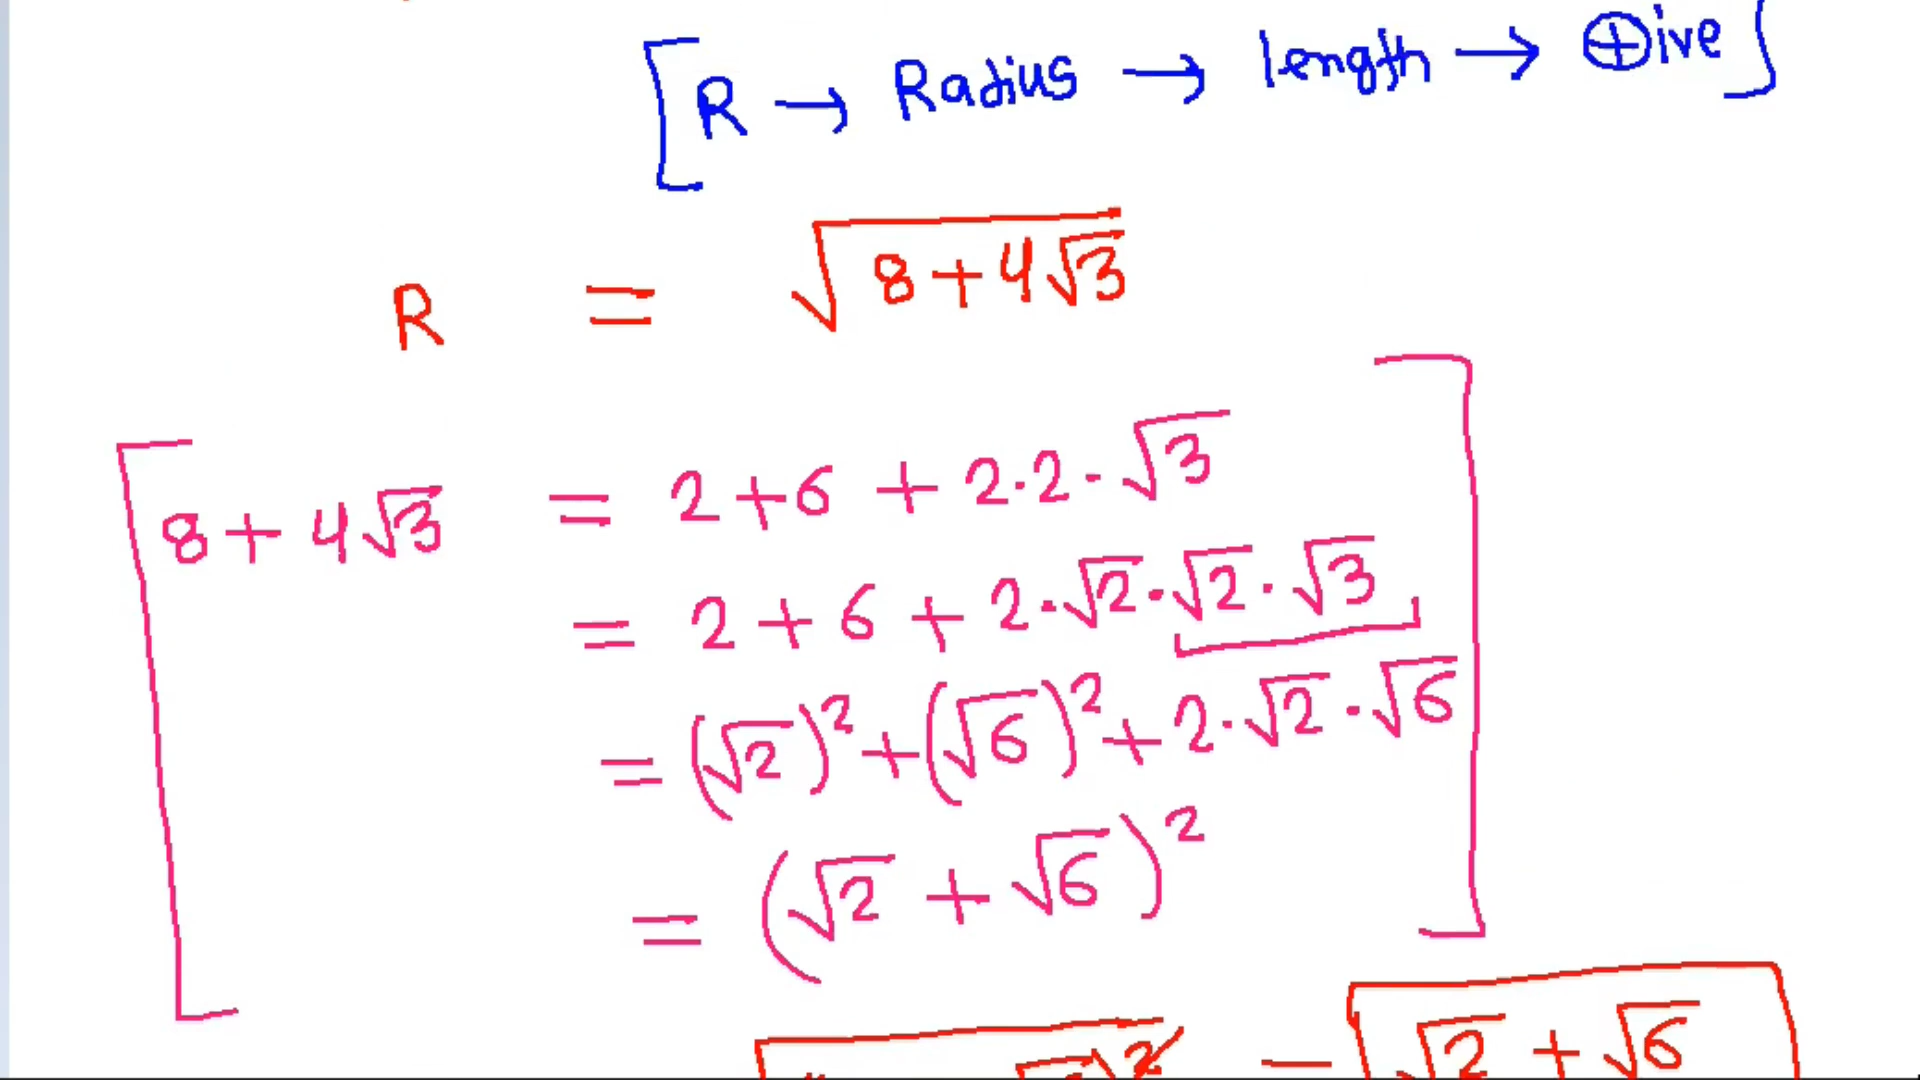 [R → Radius → length → ⊕ive]
R = √(8+4√3)
8+4√3 = 2+6+2·2·√3
= 2+6+2·√2·√2·√3
= (√2)²+(√6)²+2·√2·√6
= (√2+√6)²
= √2+√6